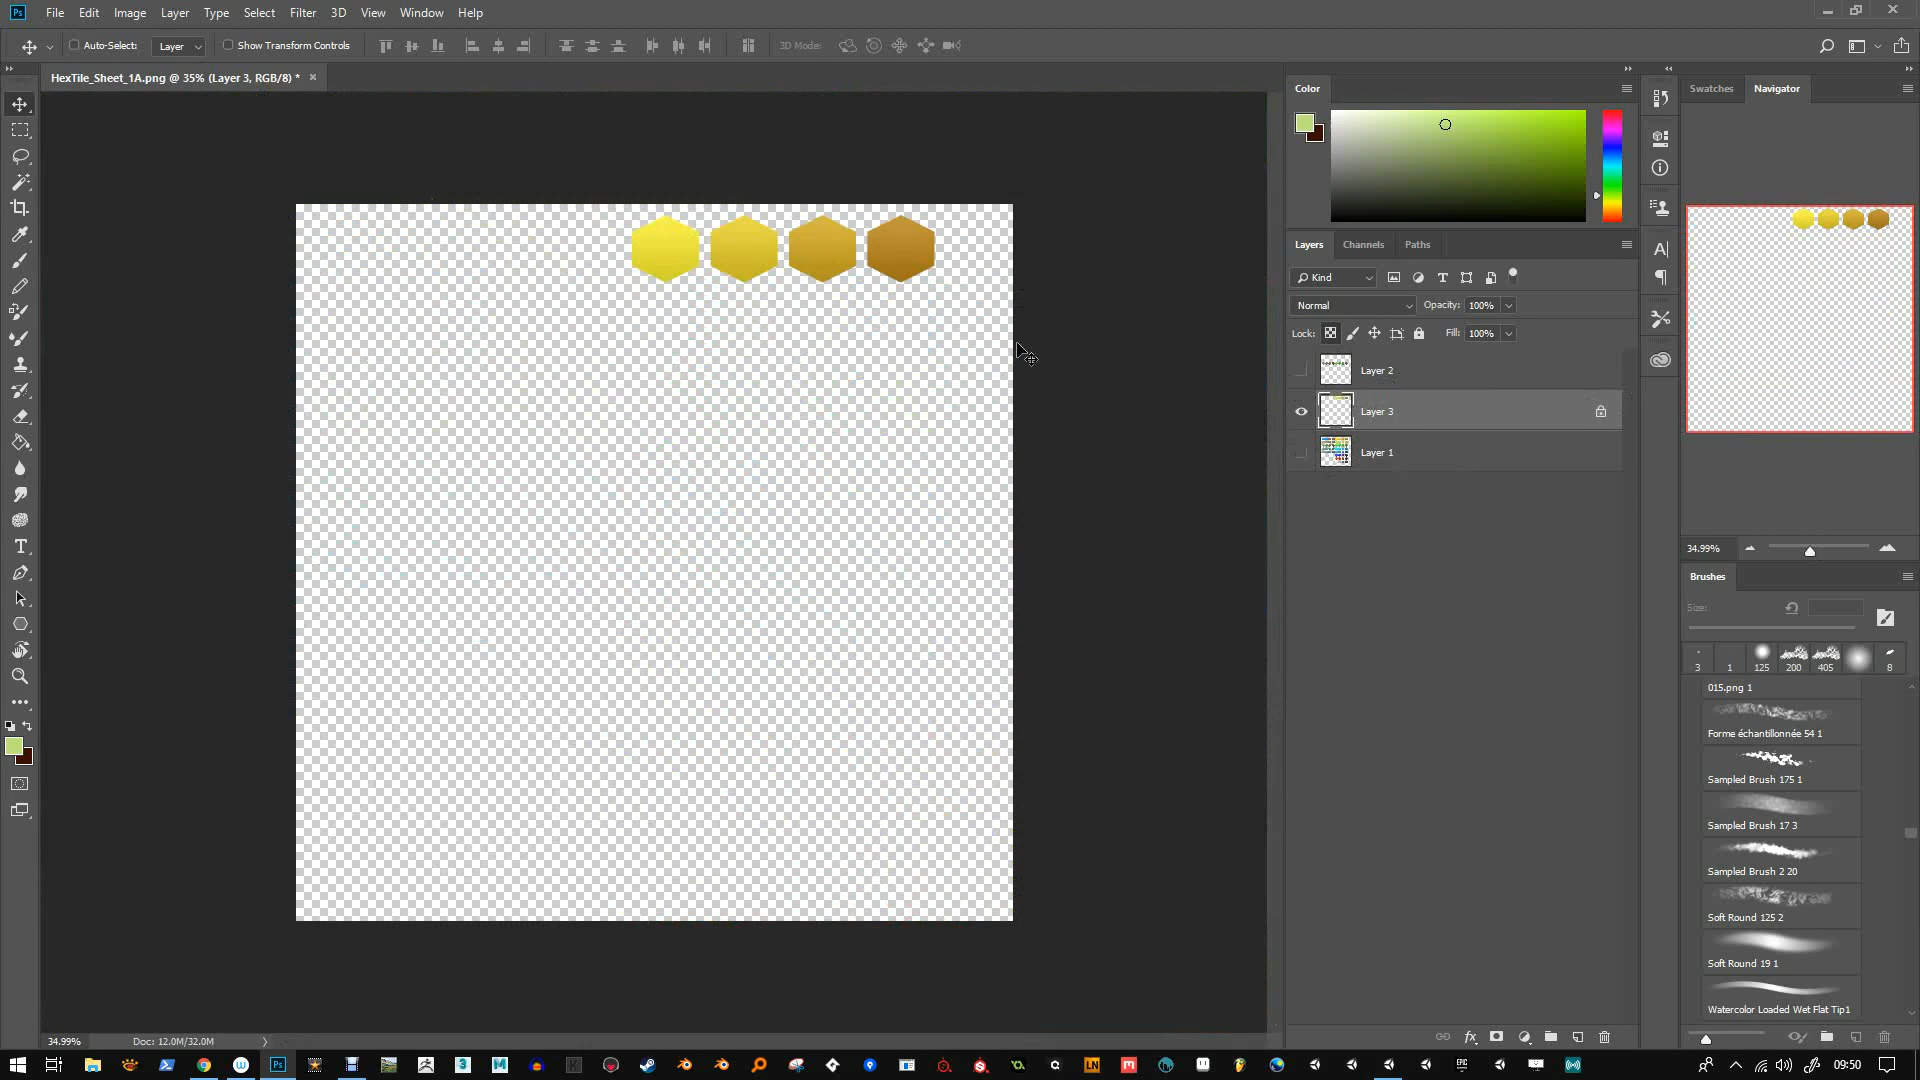 Ps File Edit Image Layer Type Select Filter 3D View Window Help
Auto-Select: Layer Show Transform Controls 3D Mode:
HexTile_Sheet_1A.png @ 35% (Layer 3, RGB/8) *
Color
Swatches Navigator
Layers Channels Paths
Kind
Normal Opacity: 100%
Lock: Fill: 100%
Layer 2
Layer 3
Layer 1
34.99%
Brushes
Size:
3 1 125 200 405 8
015.png 1
Forme échantillonnée 54 1
Sampled Brush 175 1
Sampled Brush 17 3
Sampled Brush 2 20
Soft Round 125 2
Soft Round 19 1
Watercolor Loaded Wet Flat Tip1
34.99% Doc: 12.0M/32.0M
09:50